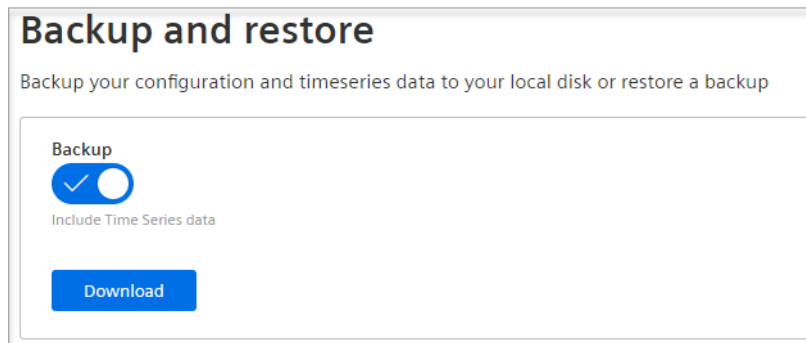 Backup and restore
Backup your configuration and timeseries data to your local disk or restore a backup
Backup
Include Time Series data
Download